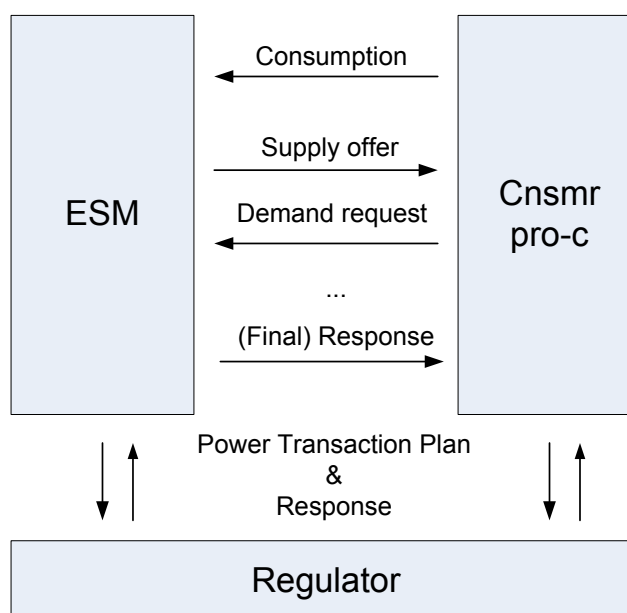 Consumption
Supply offer
ESM
Demand request
Cnsmr
pro-c
...
(Final) Response
Power Transaction Plan
&
Response
Regulator